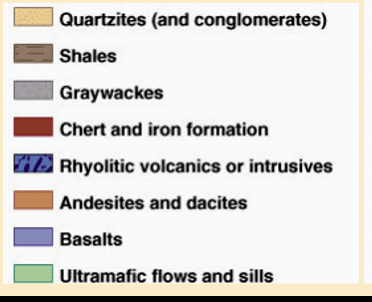 Quartzites (and conglomerates)
Shales
Graywackes
Chert and iron formation
Rhyolitic volcanics or intrusives
Andesites and dacites
Basalts
Ultramafic flows and sills